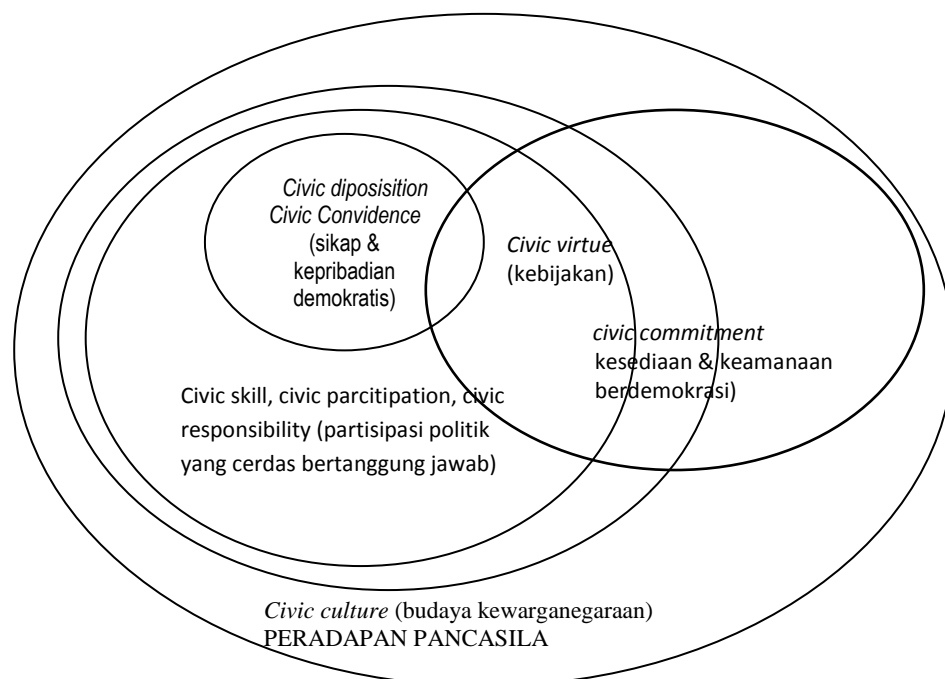 Civic diposisition
Civic Convidence
(sikap &
kepribadian
demokratis)
Civic virtue
(kebijakan)
civic commitment
kesediaan & keamanaan
berdemokrasi)
Civic skill, civic parcitipation, civic
responsibility (partisipasi politik
yang cerdas bertanggung jawab)
Civic culture (budaya kewarganegaraan)
PERADAPAN PANCASILA